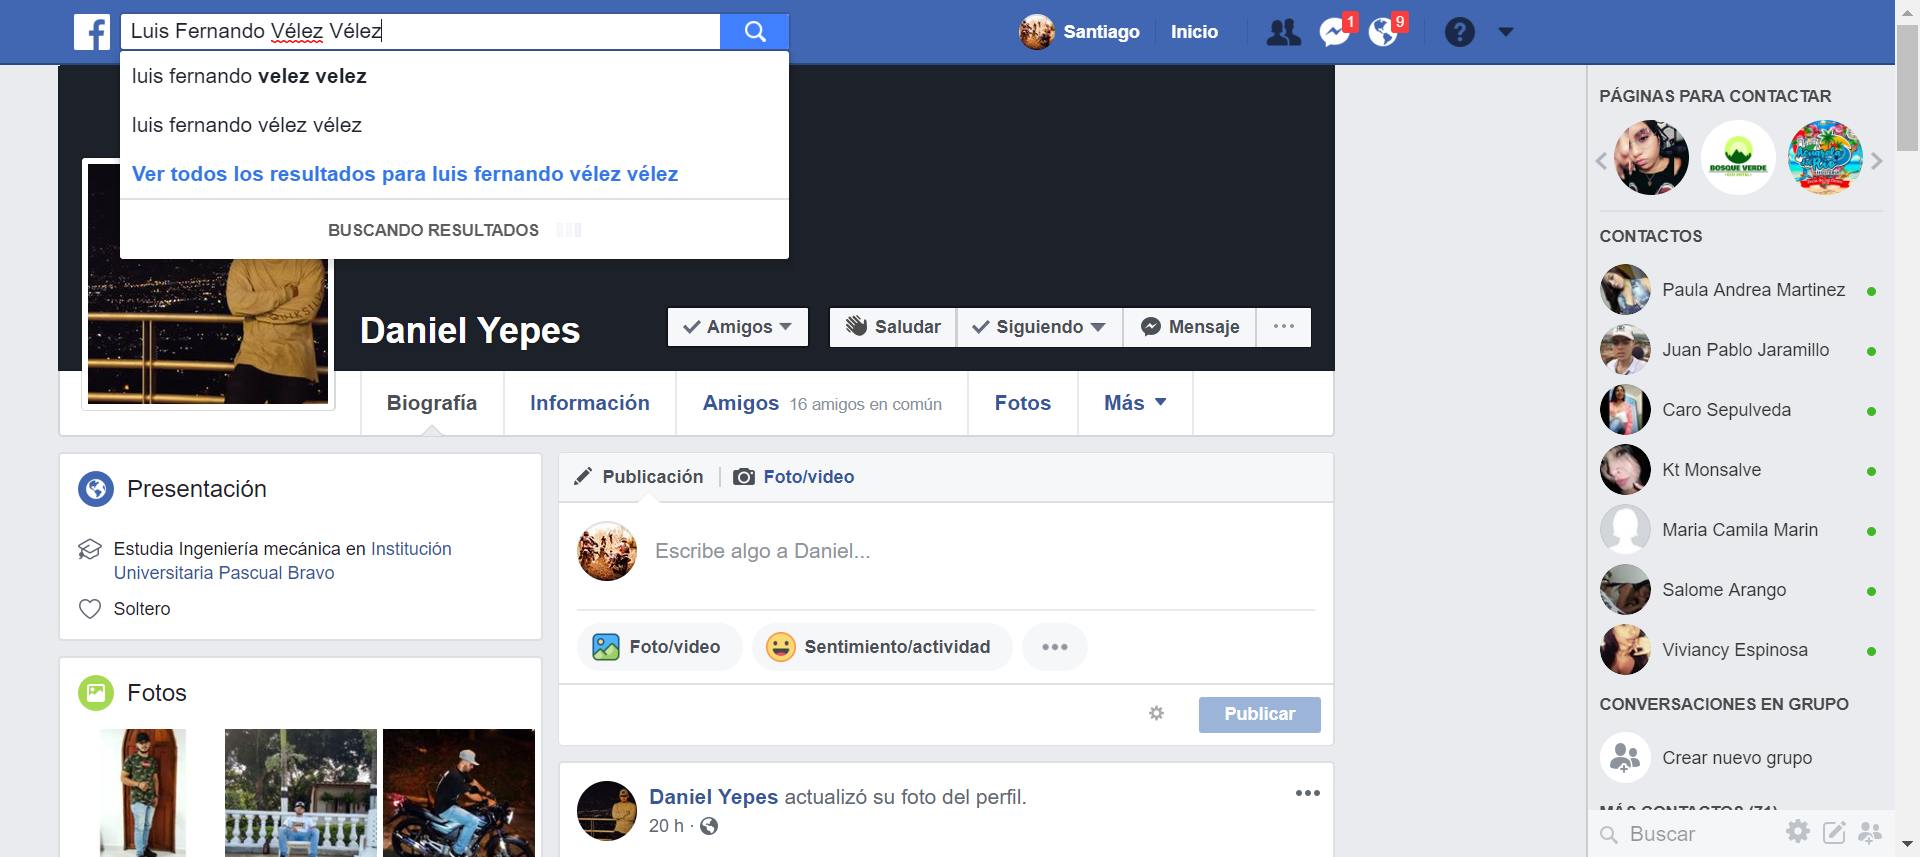 Luis Fernando Vélez Vélez
Santiago
Inicio
1
9
?
luis fernando velez velez
luis fernando vélez vélez
Ver todos los resultados para luis fernando vélez vélez
BUSCANDO RESULTADOS
Daniel Yepes
Amigos
Saludar
Siguiendo
Mensaje
Biografía
Información
Amigos 16 amigos en común
Fotos
Más
Presentación
Estudia Ingeniería mecánica en Institución
Universitaria Pascual Bravo
Soltero
Fotos
Publicación
Foto/video
Escribe algo a Daniel...
Foto/video
Sentimiento/actividad
Publicar
Daniel Yepes actualizó su foto del perfil.
20 h ·
PÁGINAS PARA CONTACTAR
BOSQUE VERDE
CONTACTOS
Paula Andrea Martinez
Juan Pablo Jaramillo
Caro Sepulveda
Kt Monsalve
Maria Camila Marin
Salome Arango
Viviancy Espinosa
CONVERSACIONES EN GRUPO
Crear nuevo grupo
MÁS CONTACTOS (71)
Buscar